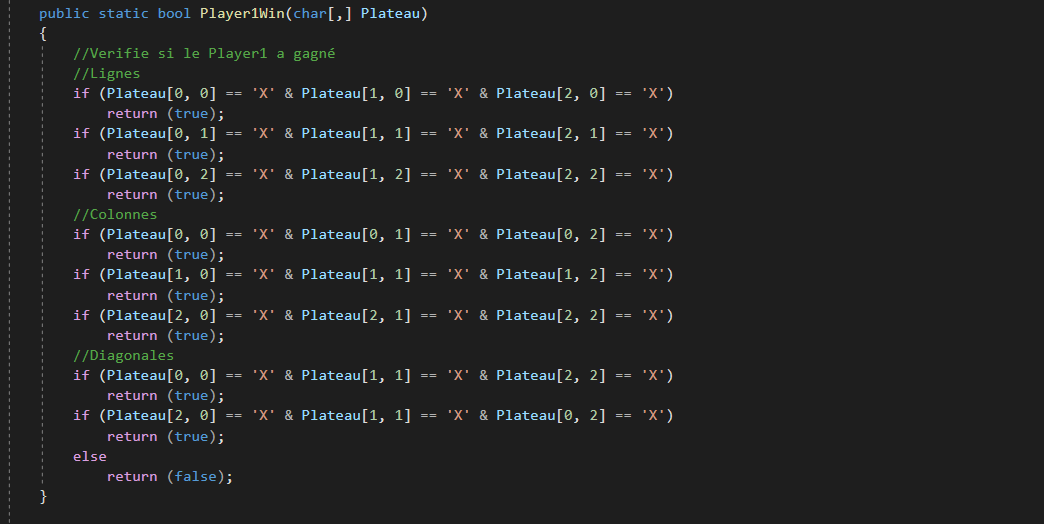 public static bool Player1Win(char[,] Plateau)
{
//Verifie si le Player1 a gagné
//Lignes
if (Plateau[0, 0] == 'X' & Plateau[1, 0] == 'X' & Plateau[2, 0] == 'X')
return (true);
if (Plateau[0, 1] == 'X' & Plateau[1, 1] == 'X' & Plateau[2, 1] == 'X')
return (true);
if (Plateau[0, 2] == 'X' & Plateau[1, 2] == 'X' & Plateau[2, 2] == 'X')
return (true);
//Colonnes
if (Plateau[0, 0] == 'X' & Plateau[0, 1] == 'X' & Plateau[0, 2] == 'X')
return (true);
if (Plateau[1, 0] == 'X' & Plateau[1, 1] == 'X' & Plateau[1, 2] == 'X')
return (true);
if (Plateau[2, 0] == 'X' & Plateau[2, 1] == 'X' & Plateau[2, 2] == 'X')
return (true);
//Diagonales
if (Plateau[0, 0] == 'X' & Plateau[1, 1] == 'X' & Plateau[2, 2] == 'X')
return (true);
if (Plateau[2, 0] == 'X' & Plateau[1, 1] == 'X' & Plateau[0, 2] == 'X')
return (true);
else
return (false);
}